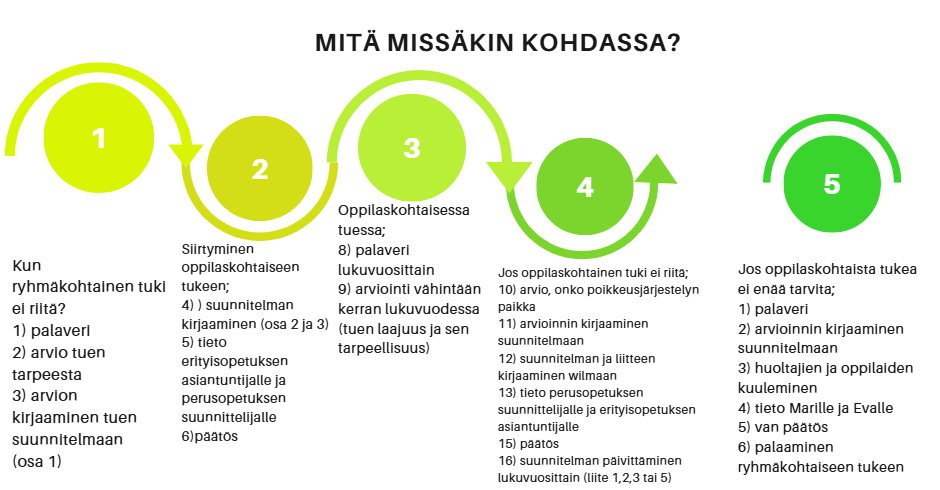 MITÄ MISSÄKIN KOHDASSA?
1
Kun
ryhmäkohtainen tuki
ei riitä?
1) palaveri
2) arvio tuen
tarpeesta
3) arvion
kirjaaminen tuen
suunnitelmaan
(osa 1)
2
Siirtyminen
oppilaskohtaiseen
tukeen;
4) ) suunnitelman
kirjaaminen (osa 2 ja 3)
5) tieto
erityisopetuksen
asiantuntijalle ja
perusopetuksen
suunnittelijalle
6)päätös
3
Oppilaskohtaisessa
tuessa;
8) palaveri
lukuvuosittain
9) arviointi vähintään
kerran lukuvuodessa
(tuen laajuus ja sen
tarpeellisuus)
4
Jos oppilaskohtainen tuki ei riitä;
10) arvio, onko poikkeusjärjestelyn
paikka
11) arvioinnin kirjaaminen
suunnitelmaan
12) suunnitelman ja liitteen
kirjaaminen wilmaan
13) tieto perusopetuksen
suunnittelijalle ja erityisopetuksen
asiantuntijalle
15) päätös
16) suunnitelman päivittäminen
lukuvuosittain (liite 1,2,3 tai 5)
5
Jos oppilaskohtaista tukea
ei enää tarvita;
1) palaveri
2) arvioinnin kirjaaminen
suunnitelmaan
3) huoltajien ja oppilaiden
kuuleminen
4) tieto Marille ja Evalle
5) van päätös
6) palaaminen
ryhmäkohtaiseen tukeen